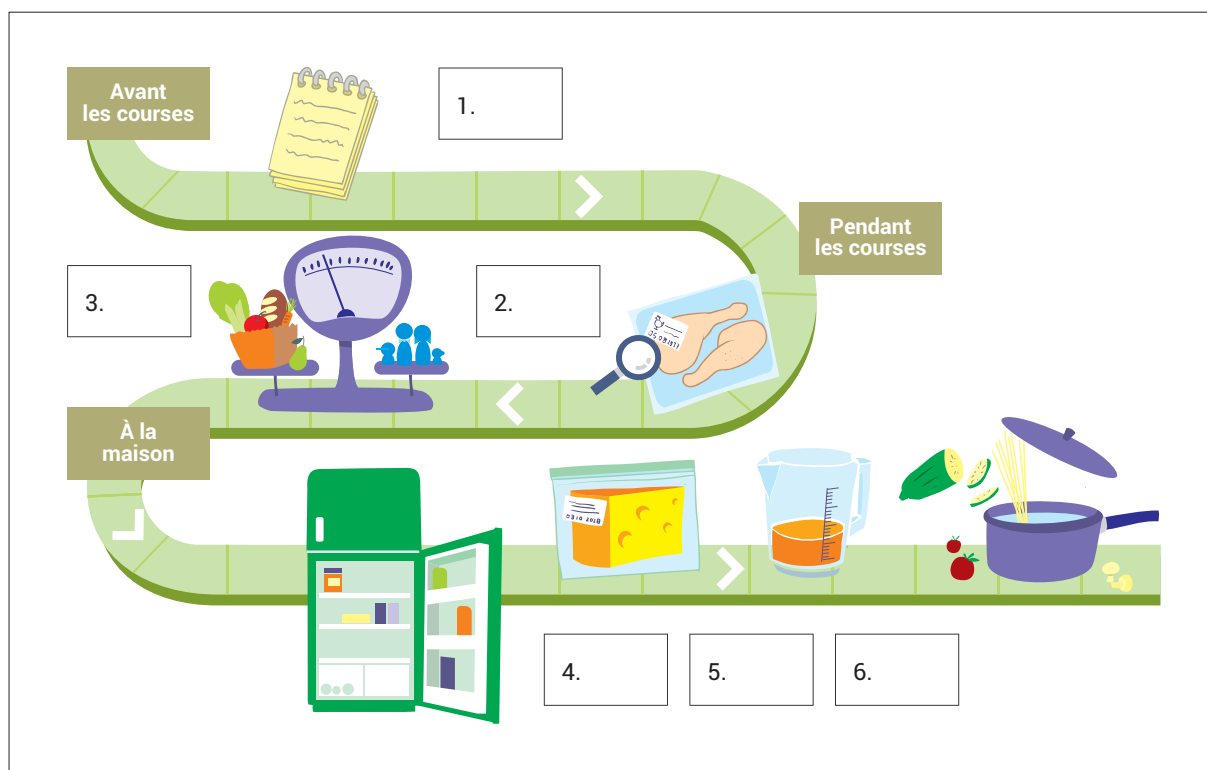 Avant
les courses
1.
Pendant
les courses
3.
2.
À la
maison
4.
5.
6.